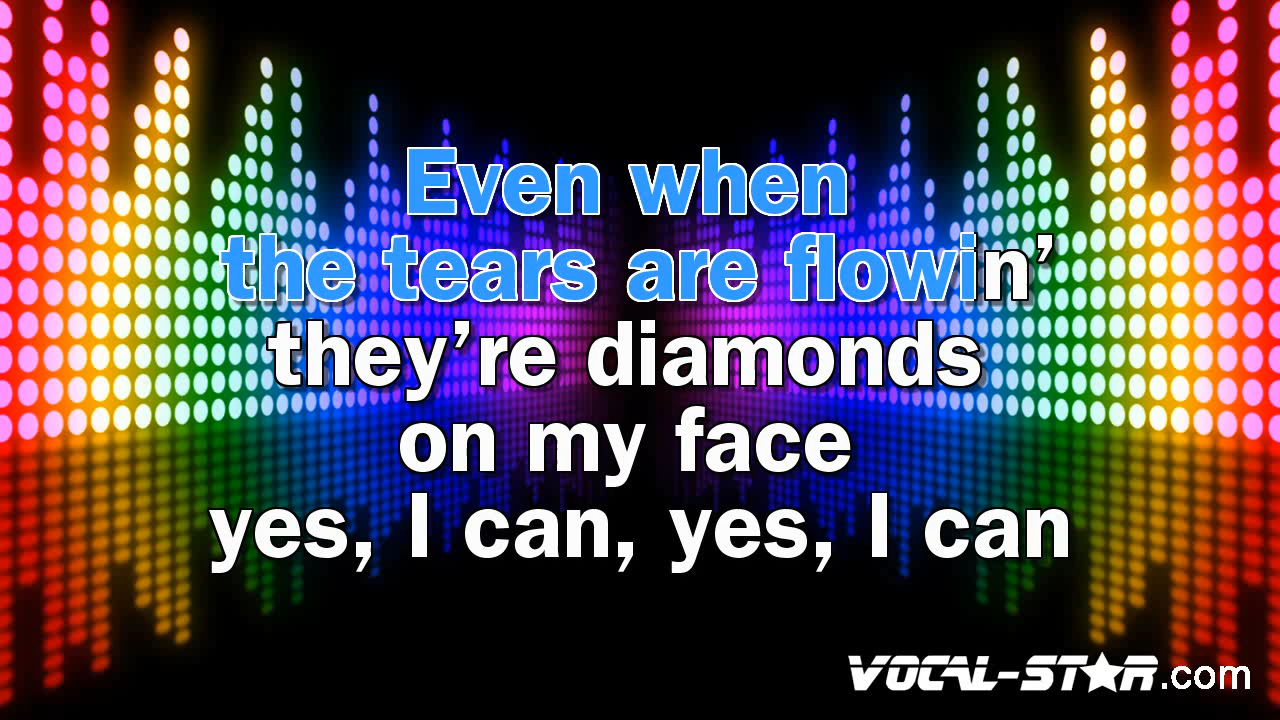 Even when
the tears are flowin’
they’re diamonds
on my face
yes, I can, yes, I can
VOCAL-STAR.com